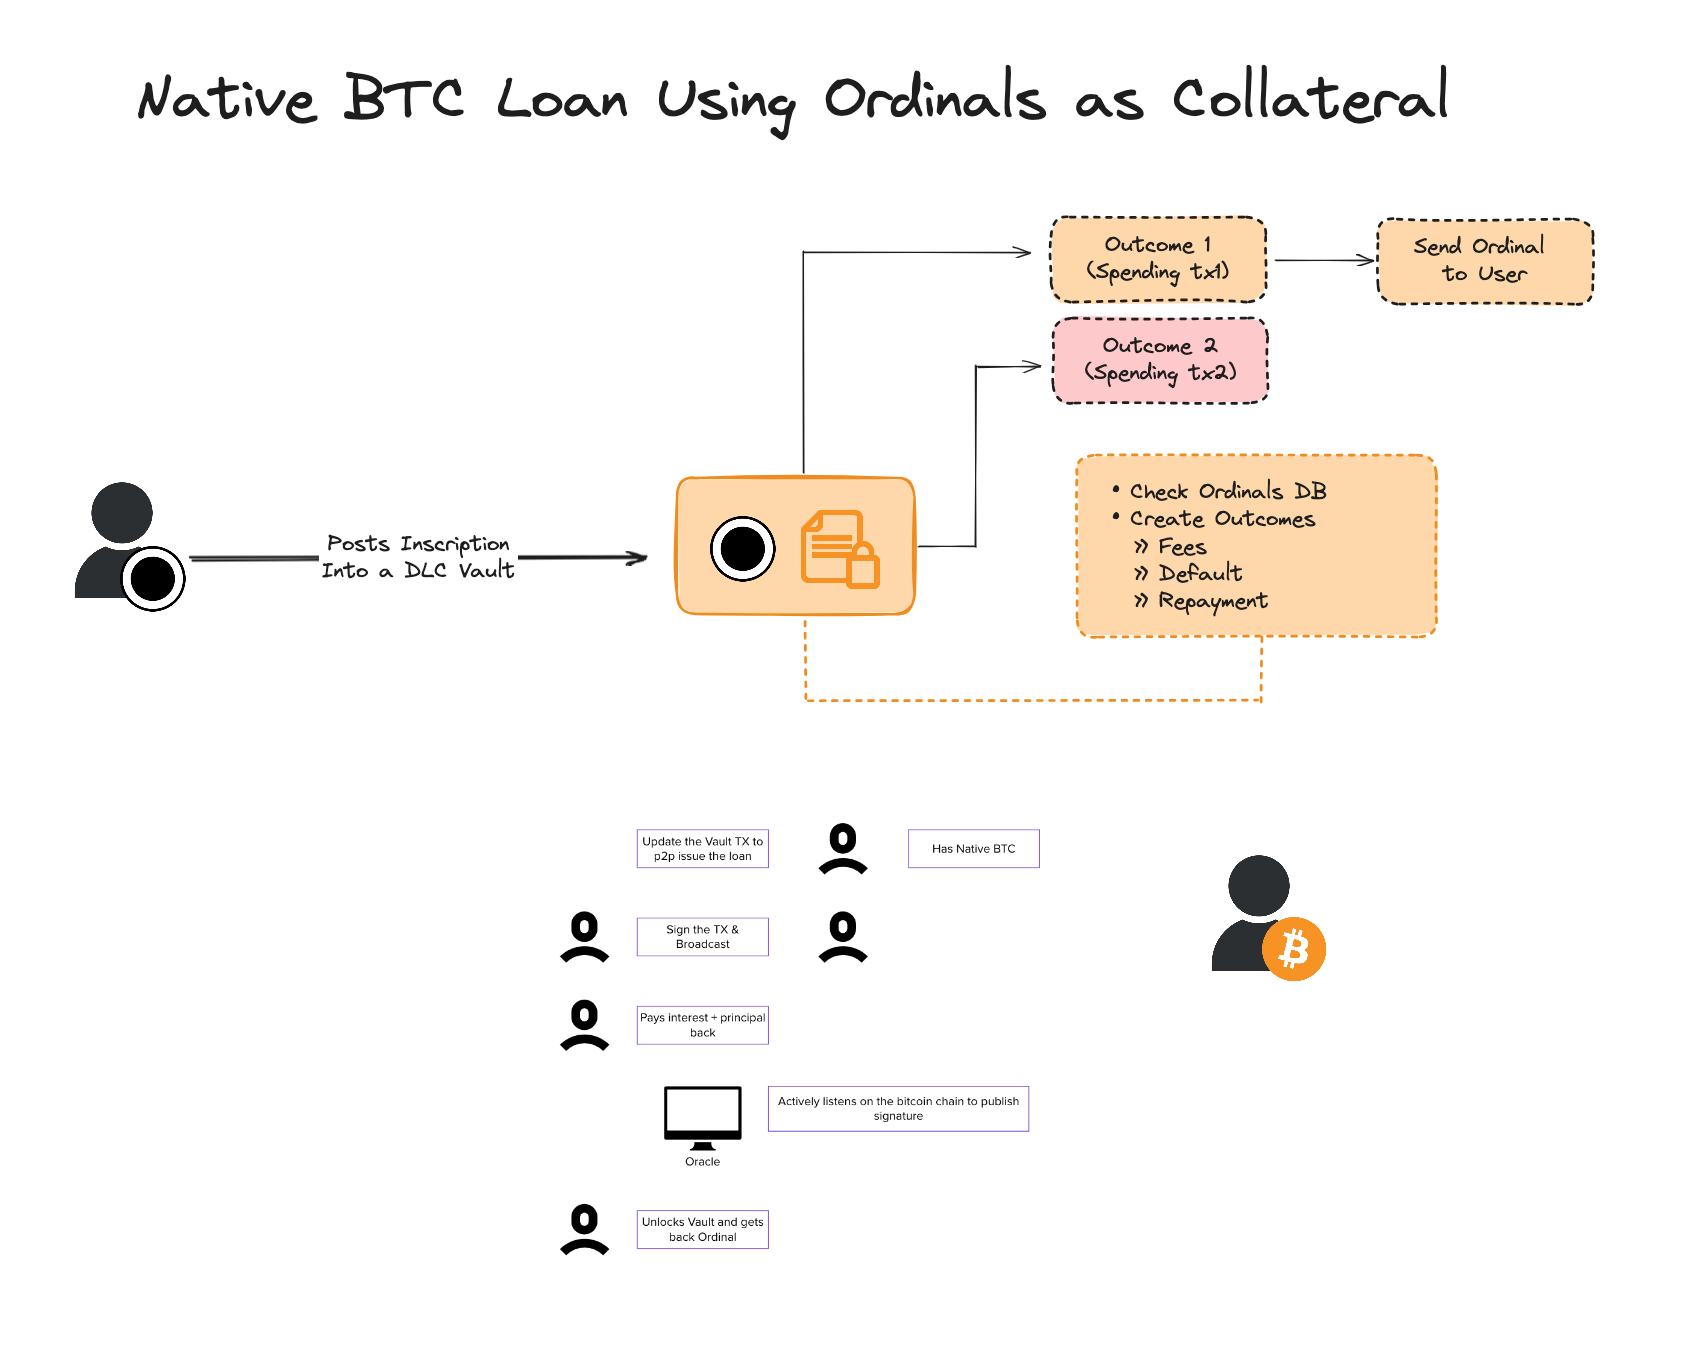 Native BTC Loan Using Ordinals as Collateral
Outcome 1
(Spending tx1)
Send Ordinal
to User
Outcome 2
(Spending tx2)
Posts Inscription
Into a DLC Vault
• Check Ordinals DB
• Create Outcomes
» Fees
» Default
» Repayment
Update the Vault TX to
p2p issue the loan
Has Native BTC
Sign the TX &
Broadcast
Pays interest + principal
back
Actively listens on the bitcoin chain to publish
signature
Oracle
Unlocks Vault and gets
back Ordinal